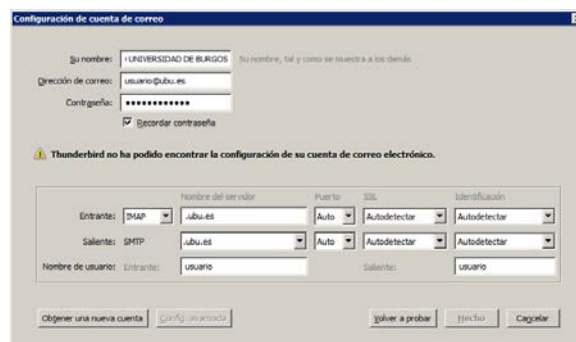 Configuración de cuenta de correo
Su nombre: UNIVERSIDAD DE BURGOS Su nombre, tal y como se muestra a los demás
Dirección de correo: usuario@ubu.es
Contraseña: ••••••••••••
Recordar contraseña
Thunderbird no ha podido encontrar la configuración de su cuenta de correo electrónico.
Nombre del servidor Puerto SSL Identificación
Entrante: IMAP .ubu.es Auto Autodetectar Autodetectar
Saliente: SMTP .ubu.es Auto Autodetectar Autodetectar
Nombre de usuario: Entrante: usuario Saliente: usuario
Obtener una nueva cuenta Config. avanzada Volver a probar Hecho Cancelar